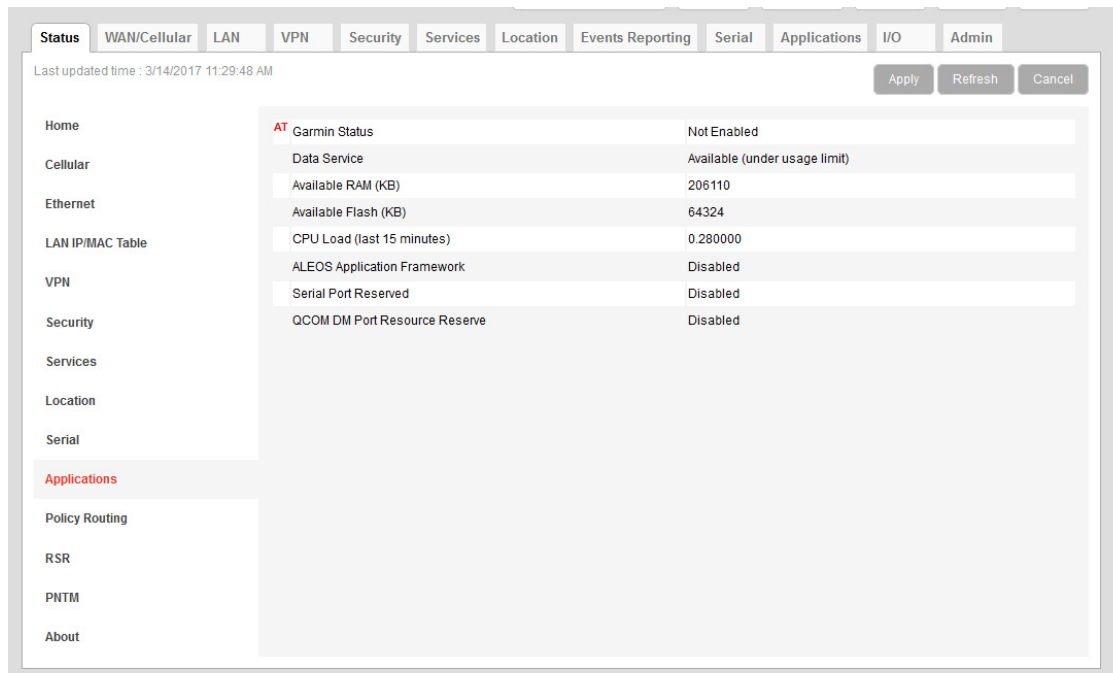 Status WAN/Cellular LAN VPN Security Services Location Events Reporting Serial Applications I/O Admin
Last updated time : 3/14/2017 11:29:48 AM
Apply Refresh Cancel
Home
Cellular
Ethernet
LAN IP/MAC Table
VPN
Security
Services
Location
Serial
Applications
Policy Routing
RSR
PNTM
About
AT Garmin Status Not Enabled
Data Service Available (under usage limit)
Available RAM (KB) 206110
Available Flash (KB) 64324
CPU Load (last 15 minutes) 0.280000
ALEOS Application Framework Disabled
Serial Port Reserved Disabled
QCOM DM Port Resource Reserve Disabled